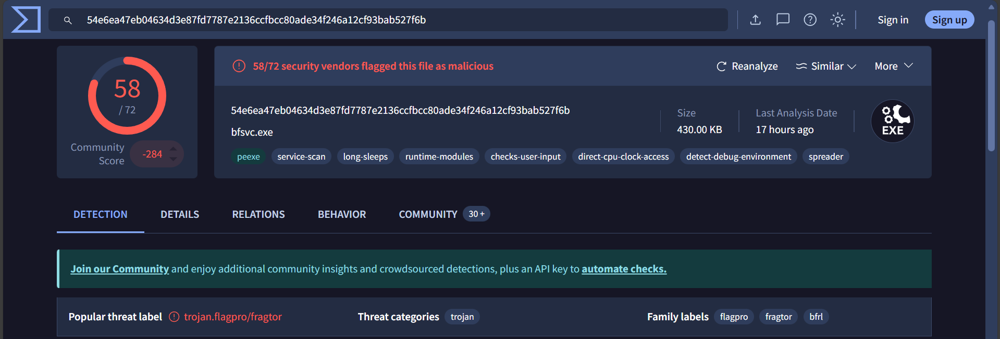 54e6ea47eb04634d3e87fd7787e2136ccfbcc80ade34f246a12cf93bab527f6b
Sign in
Sign up
58
/ 72
Community
Score
-284
58/72 security vendors flagged this file as malicious
Reanalyze
Similar
More
54e6ea47eb04634d3e87fd7787e2136ccfbcc80ade34f246a12cf93bab527f6b
bfsvc.exe
Size
430.00 KB
Last Analysis Date
17 hours ago
EXE
peexe service-scan long-sleeps runtime-modules checks-user-input direct-cpu-clock-access detect-debug-environment spreader
DETECTION DETAILS RELATIONS BEHAVIOR COMMUNITY 30 +
Join our Community and enjoy additional community insights and crowdsourced detections, plus an API key to automate checks.
Popular threat label trojan.flagpro/fragtor
Threat categories trojan
Family labels flagpro fragtor bfrl